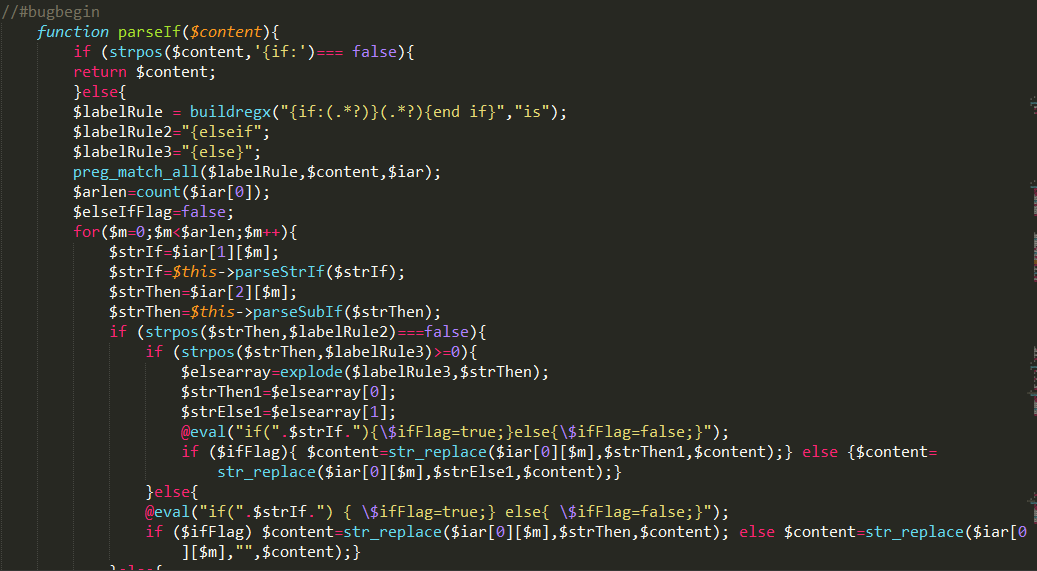 //#bugbegin
function parseIf($content){
if (strpos($content,'{if:')=== false){
return $content;
}else{
$labelRule = buildregx("{if:(.*?)}(.*?){end if}","is");
$labelRule2="{elseif";
$labelRule3="{else}";
preg_match_all($labelRule,$content,$iar);
$arlen=count($iar[0]);
$elseIfFlag=false;
for($m=0;$m<$arlen;$m++){
$strIf=$iar[1][$m];
$strIf=$this->parseStrIf($strIf);
$strThen=$iar[2][$m];
$strThen=$this->parseSubIf($strThen);
if (strpos($strThen,$labelRule2)===false){
if (strpos($strThen,$labelRule3)>=0){
$elsearray=explode($labelRule3,$strThen);
$strThen1=$elsearray[0];
$strElse1=$elsearray[1];
@eval("if(".$strIf."){\$ifFlag=true;}else{\$ifFlag=false;}");
if ($ifFlag){ $content=str_replace($iar[0][$m],$strThen1,$content);} else {$content=
str_replace($iar[0][$m],$strElse1,$content);}
}else{
@eval("if(".$strIf.") { \$ifFlag=true;} else{ \$ifFlag=false;}");
if ($ifFlag) $content=str_replace($iar[0][$m],$strThen,$content); else $content=str_replace($iar[0
][$m],"",$content);}
}else{